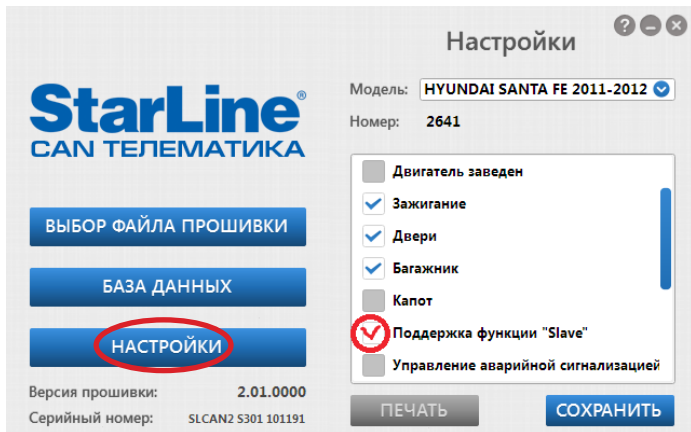 StarLine®
CAN ТЕЛЕМАТИКА
ВЫБОР ФАЙЛА ПРОШИВКИ
БАЗА ДАННЫХ
НАСТРОЙКИ
Версия прошивки: 2.01.0000
Серийный номер: SLCAN2 S301 101191
?
Настройки
Модель: HYUNDAI SANTA FE 2011-2012
Номер: 2641
Двигатель заведен
Зажигание
Двери
Багажник
Капот
Поддержка функции "Slave"
Управление аварийной сигнализацией
ПЕЧАТЬ
СОХРАНИТЬ